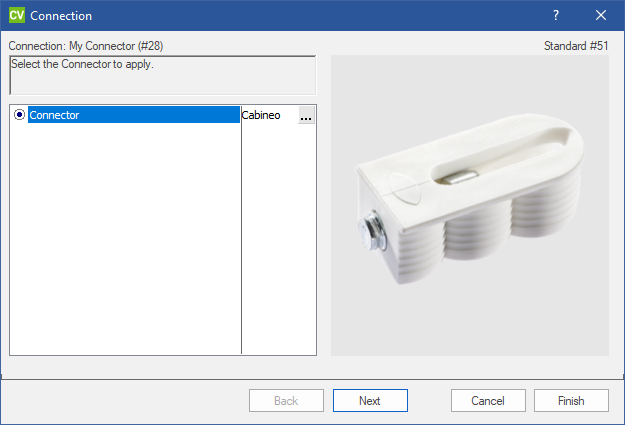 CV Connection ?
Connection: My Connector (#28) Standard #51
Select the Connector to apply.
Connector Cabineo ...
Back Next Cancel Finish